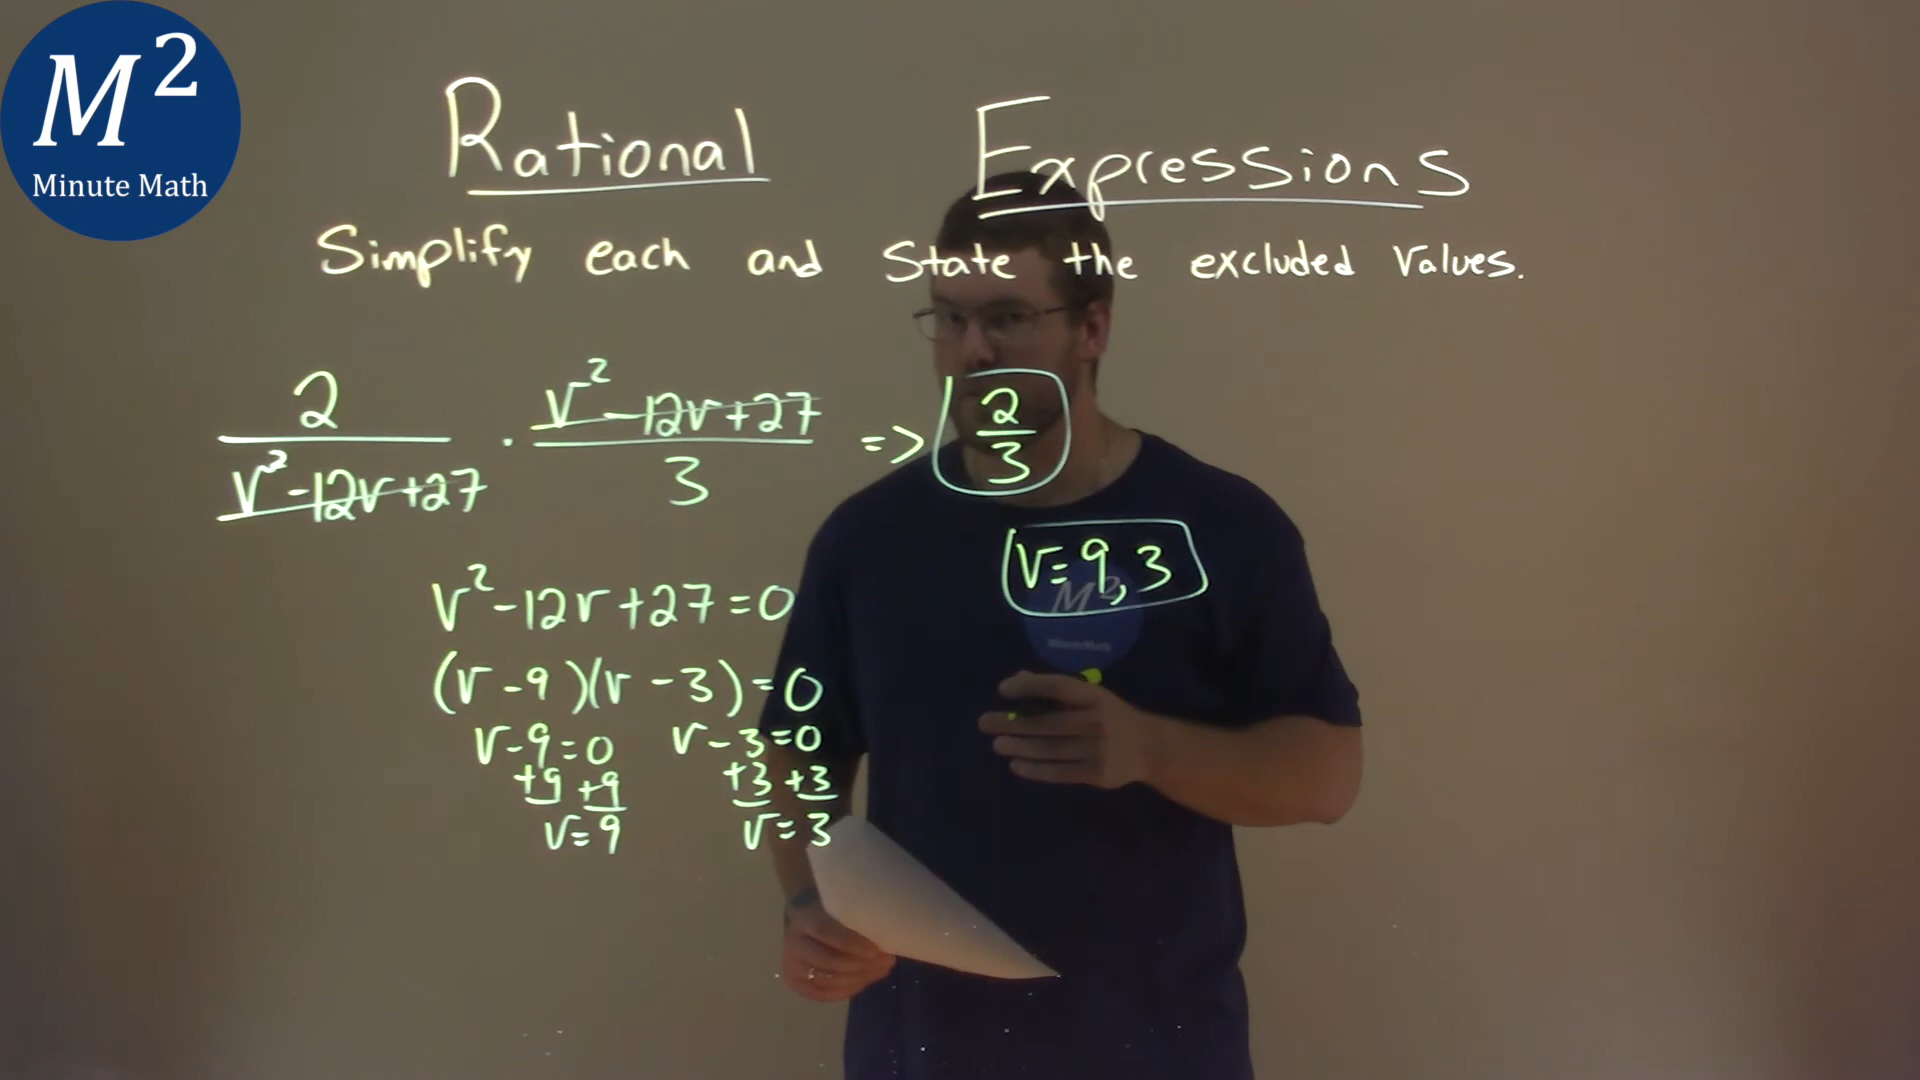 M²
Minute Math
Rational Expressions
Simplify each and State the excluded values.
2/(v²-12v+27) · (v²-12v+27)/3 => 2/3
v=9,3
v²-12v+27=0
(v-9)(v-3)=0
v-9=0 v-3=0
+9 +9 +3 +3
v=9 v=3
M²
MinuteMath